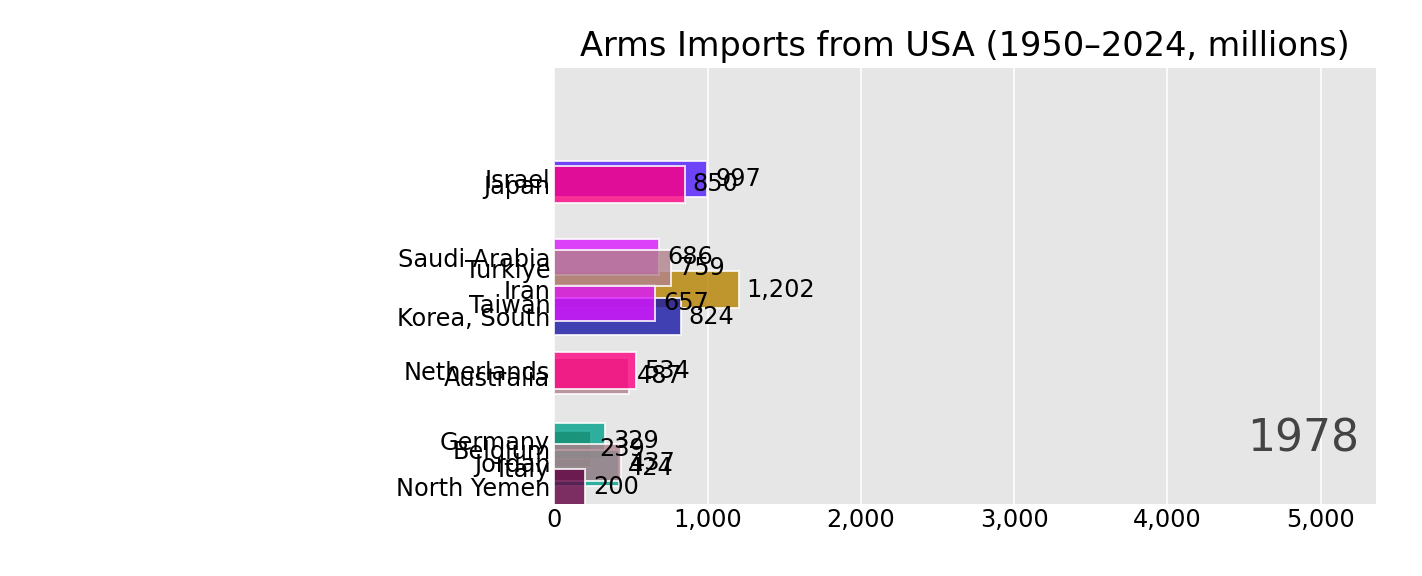 Arms Imports from USA (1950–2024, millions)
Israel 997
Japan 850
Saudi Arabia 686
Türkiye 759
Iran 1,202
Taiwan 657
Korea, South 824
Netherlands 534
Australia 487
Germany 329
Belgium 239
Jordan 437
Italy 424
North Yemen 200
1978
0 1,000 2,000 3,000 4,000 5,000